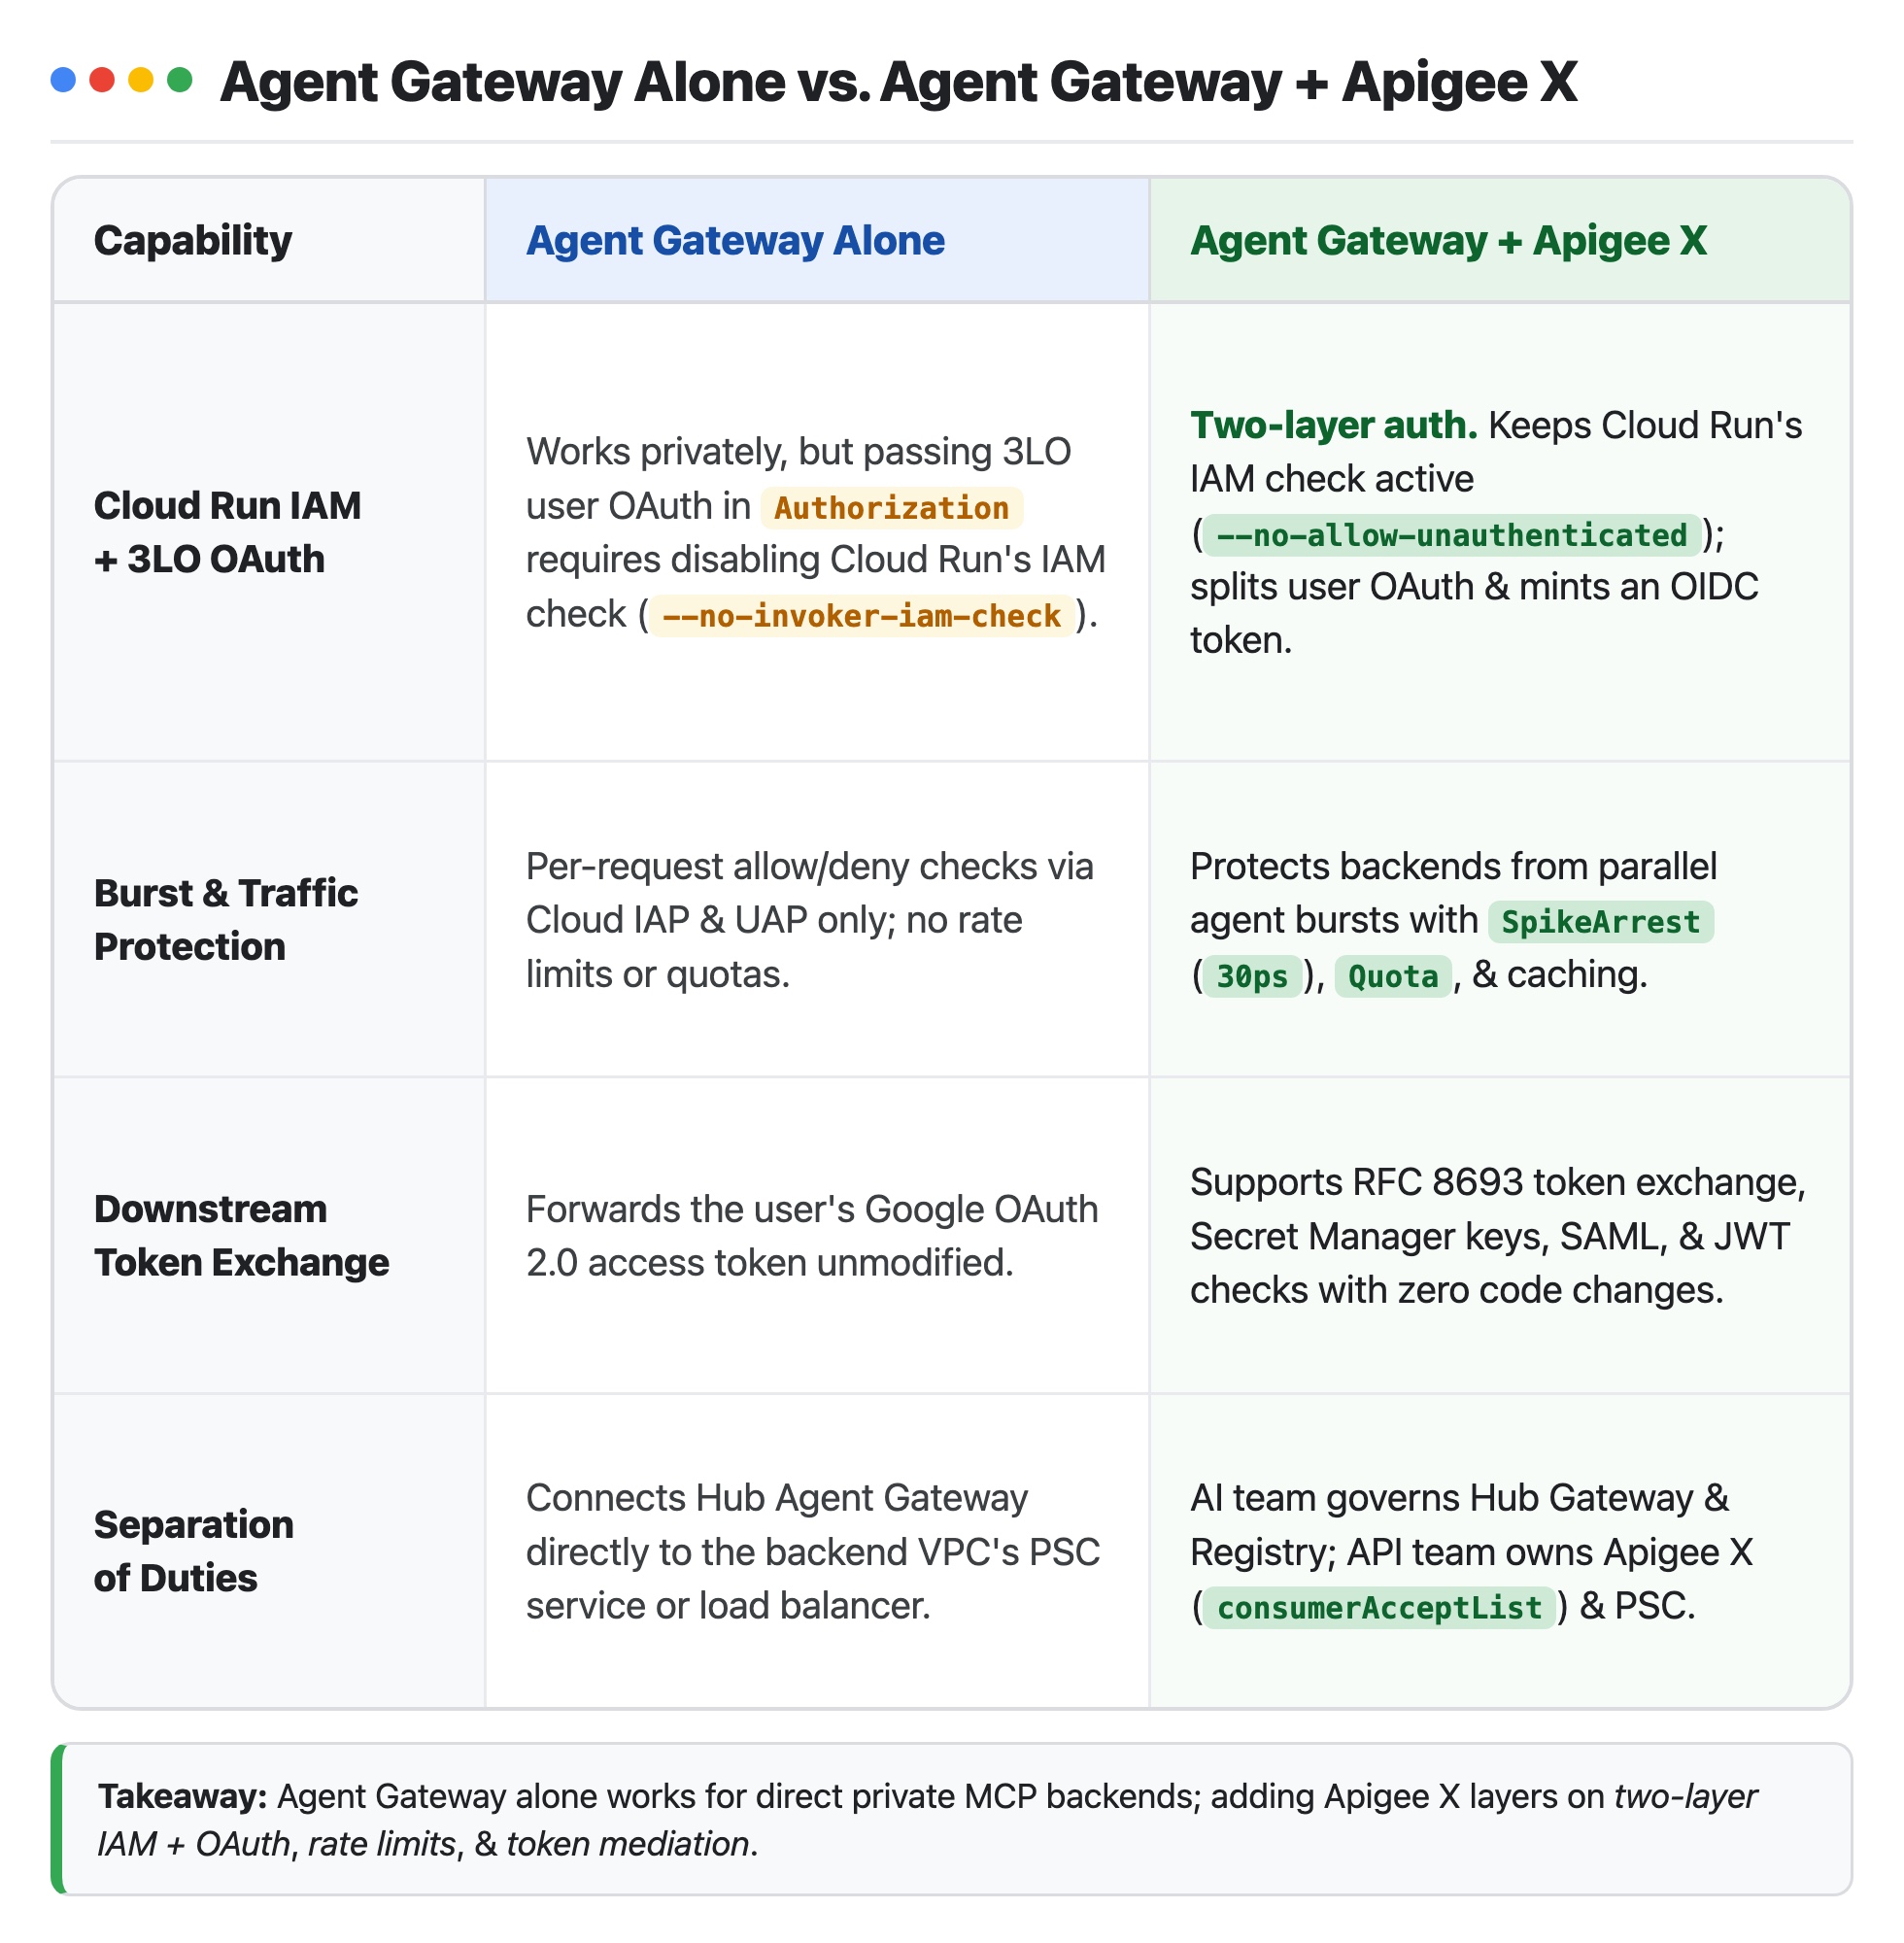 Agent Gateway Alone vs. Agent Gateway + Apigee X
Capability
Agent Gateway Alone
Agent Gateway + Apigee X
Cloud Run IAM
+ 3LO OAuth
Works privately, but passing 3LO
user OAuth in Authorization
requires disabling Cloud Run's IAM
check (--no-invoker-iam-check).
Two-layer auth. Keeps Cloud Run's
IAM check active
(--no-allow-unauthenticated);
splits user OAuth & mints an OIDC
token.
Burst & Traffic
Protection
Per-request allow/deny checks via
Cloud IAP & UAP only; no rate
limits or quotas.
Protects backends from parallel
agent bursts with SpikeArrest
(30ps), Quota, & caching.
Downstream
Token Exchange
Forwards the user's Google OAuth
2.0 access token unmodified.
Supports RFC 8693 token exchange,
Secret Manager keys, SAML, & JWT
checks with zero code changes.
Separation
of Duties
Connects Hub Agent Gateway
directly to the backend VPC's PSC
service or load balancer.
AI team governs Hub Gateway &
Registry; API team owns Apigee X
(consumerAcceptList) & PSC.
Takeaway: Agent Gateway alone works for direct private MCP backends; adding Apigee X layers on two-layer
IAM + OAuth, rate limits, & token mediation.